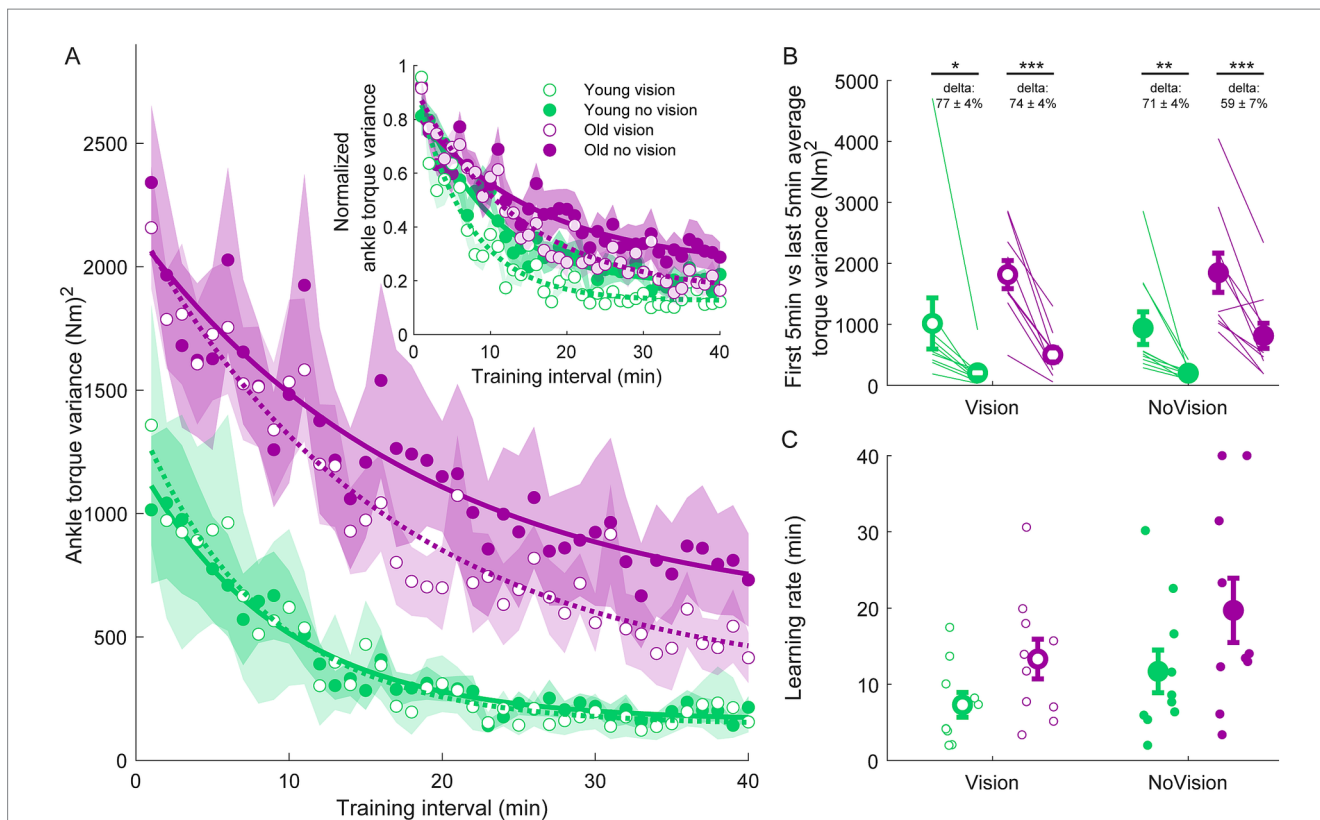 A
Ankle torque variance (Nm)2
2500
2000
1500
1000
500
0
0
10
20
30
40
Training interval (min)
Normalized
ankle torque variance
1
0.8
0.6
0.4
0.2
0
0
10
20
30
40
Training interval (min)
Young vision
Young no vision
Old vision
Old no vision
B
First 5min vs last 5min average
torque variance (Nm)2
5000
4000
3000
2000
1000
0
* *** ** ***
delta: delta: delta: delta:
77 ± 4% 74 ± 4% 71 ± 4% 59 ± 7%
Vision NoVision
C
Learning rate (min)
40
30
20
10
0
Vision NoVision